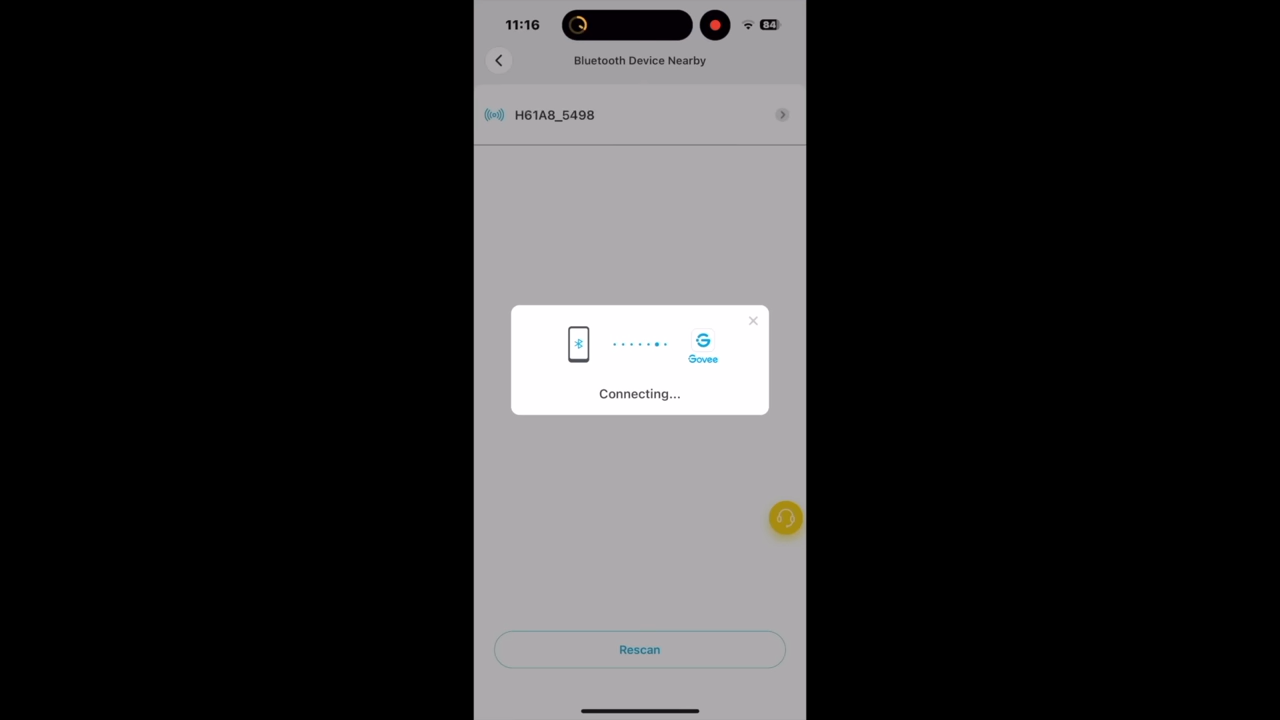 11:16
84
Bluetooth Device Nearby
H61A8_5498
Govee
Connecting...
Rescan